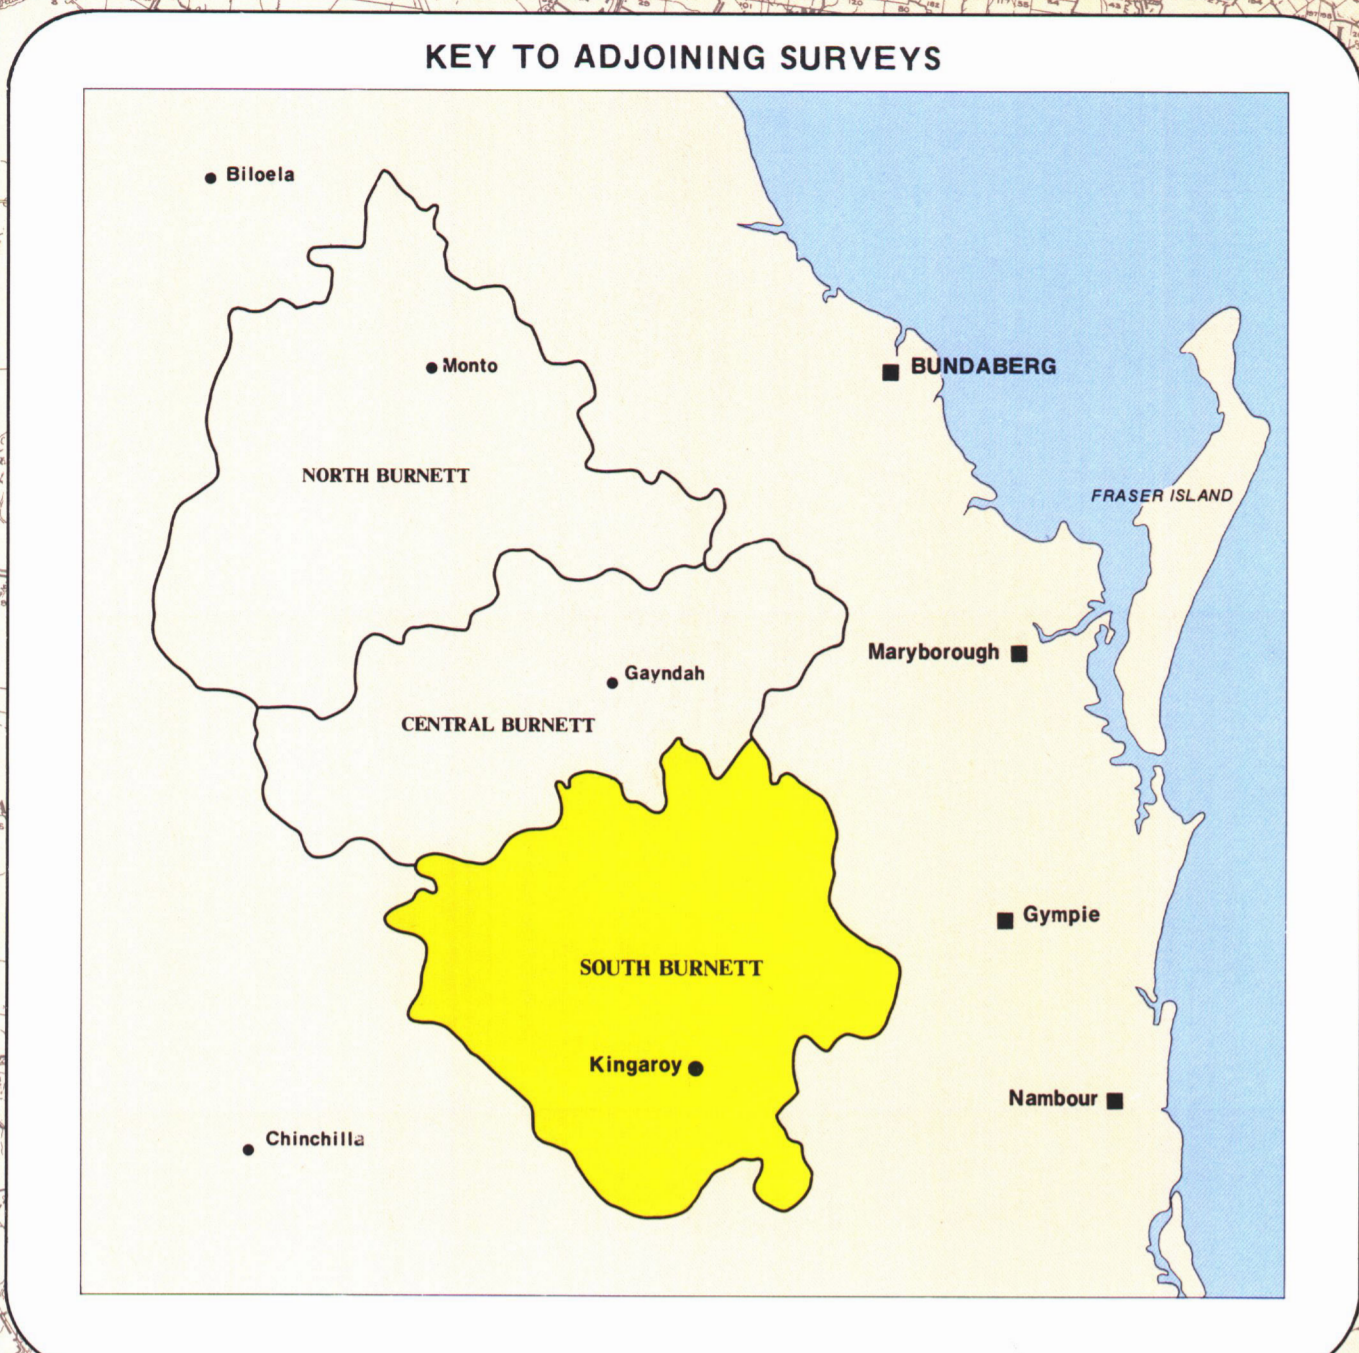 KEY TO ADJOINING SURVEYS
Biloela
Monto
BUNDABERG
NORTH BURNETT
FRASER ISLAND
Maryborough
Gayndah
CENTRAL BURNETT
Gympie
SOUTH BURNETT
Kingaroy
Nambour
Chinchilla